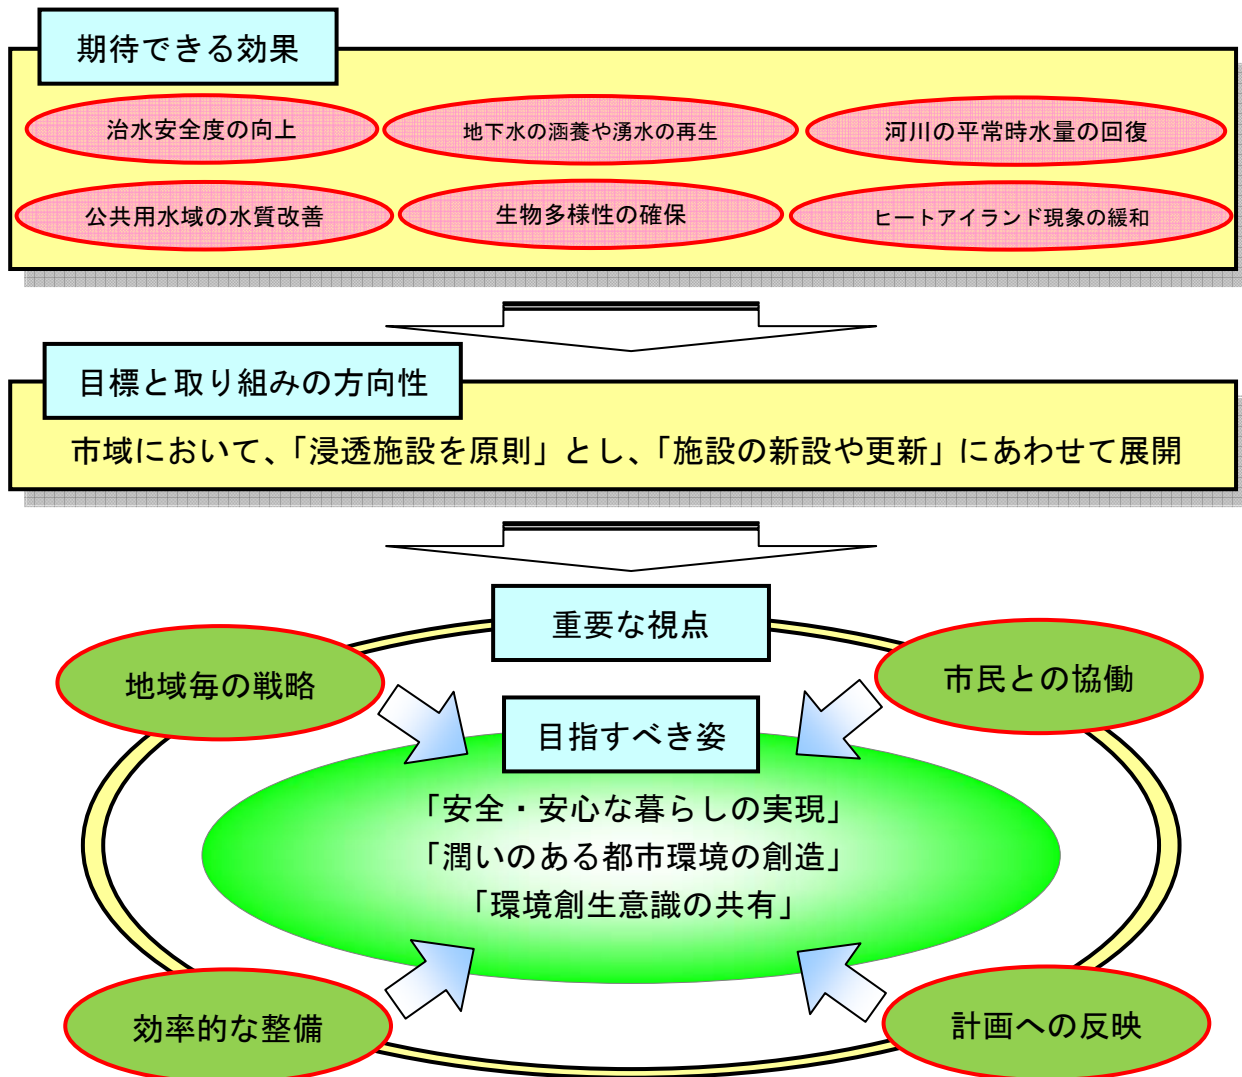 期待できる効果
治水安全度の向上
地下水の涵養や湧水の再生
河川の平常時水量の回復
公共用水域の水質改善
生物多様性の確保
ヒートアイランド現象の緩和
目標と取り組みの方向性
市域において、「浸透施設を原則」とし、「施設の新設や更新」にあわせて展開
重要な視点
地域毎の戦略
市民との協働
目指すべき姿
「安全・安心な暮らしの実現」
「潤いのある都市環境の創造」
「環境創生意識の共有」
効率的な整備
計画への反映